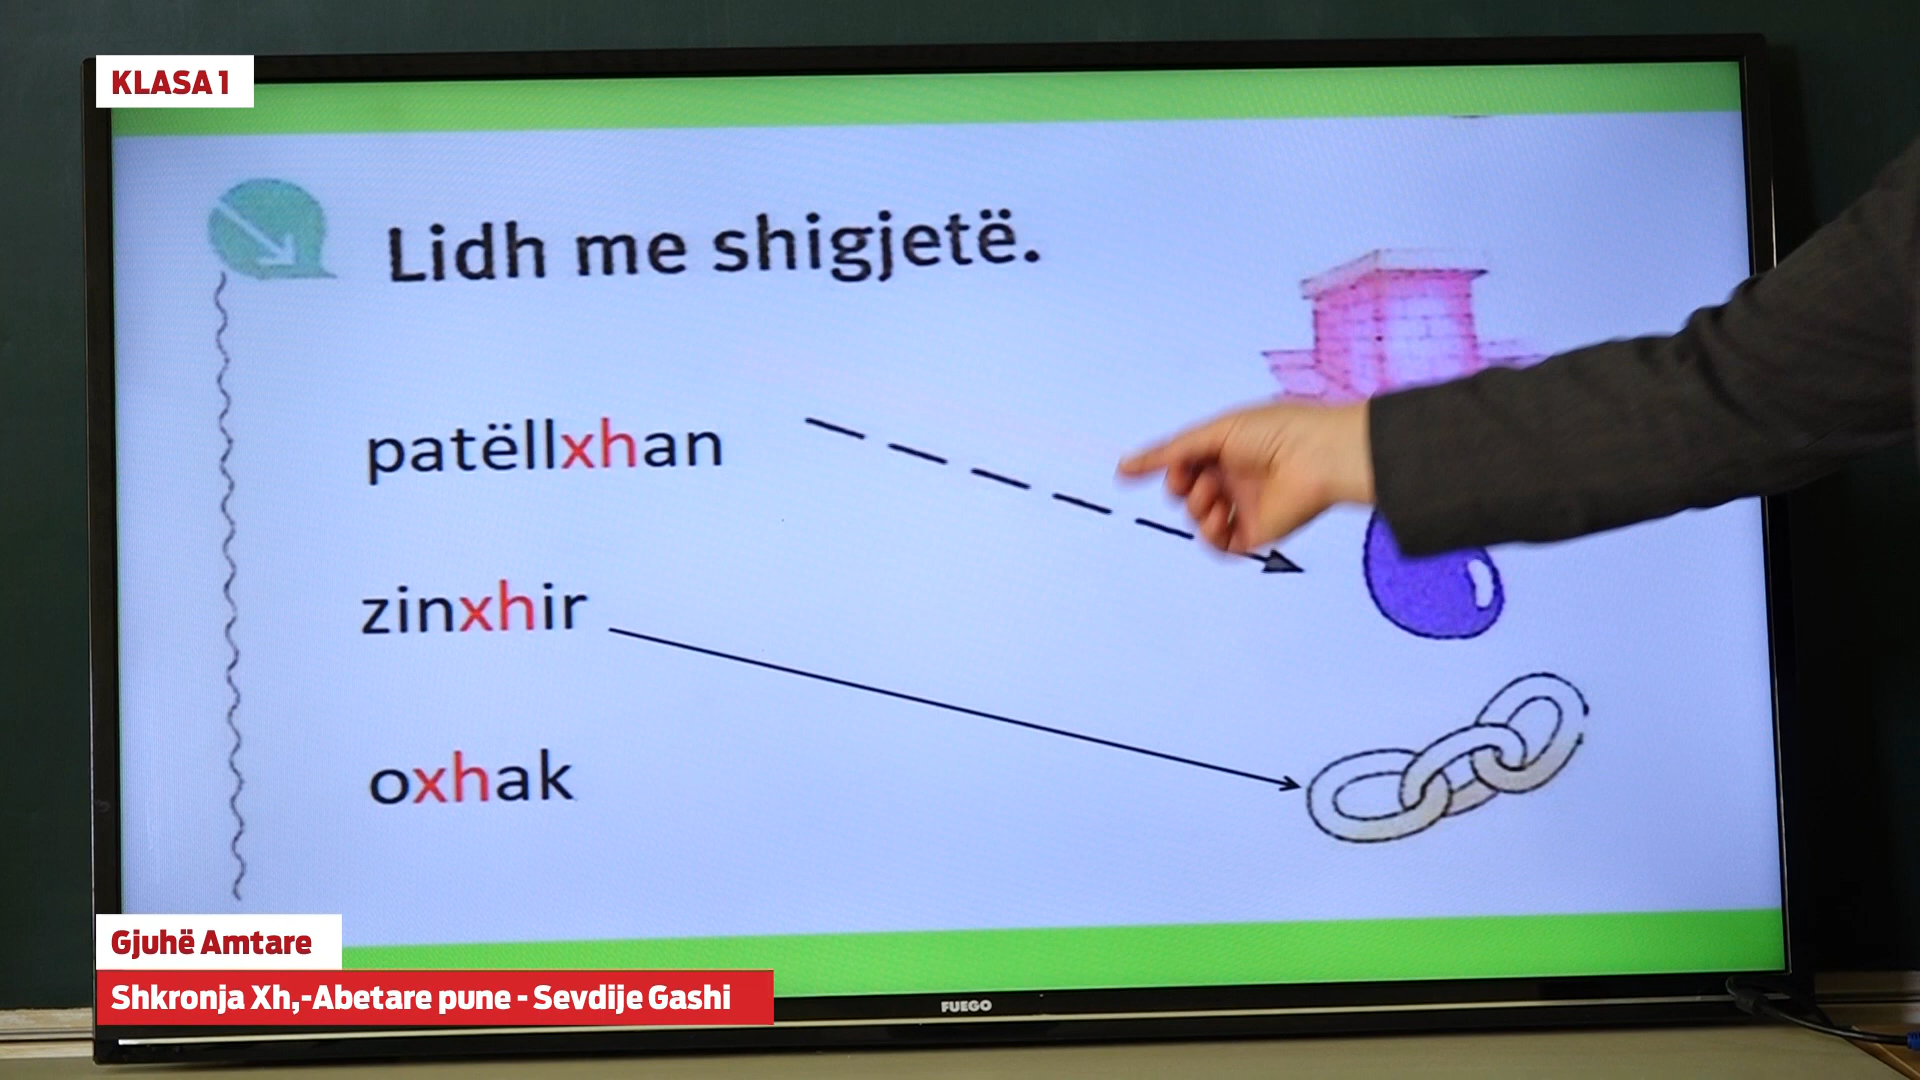 KLASA 1
Lidh me shigjetë.
patëllxhan
zinxhir
oxhak
Gjuhë Amtare
Shkronja Xh,-Abetare pune - Sevdije Gashi
FUEGO